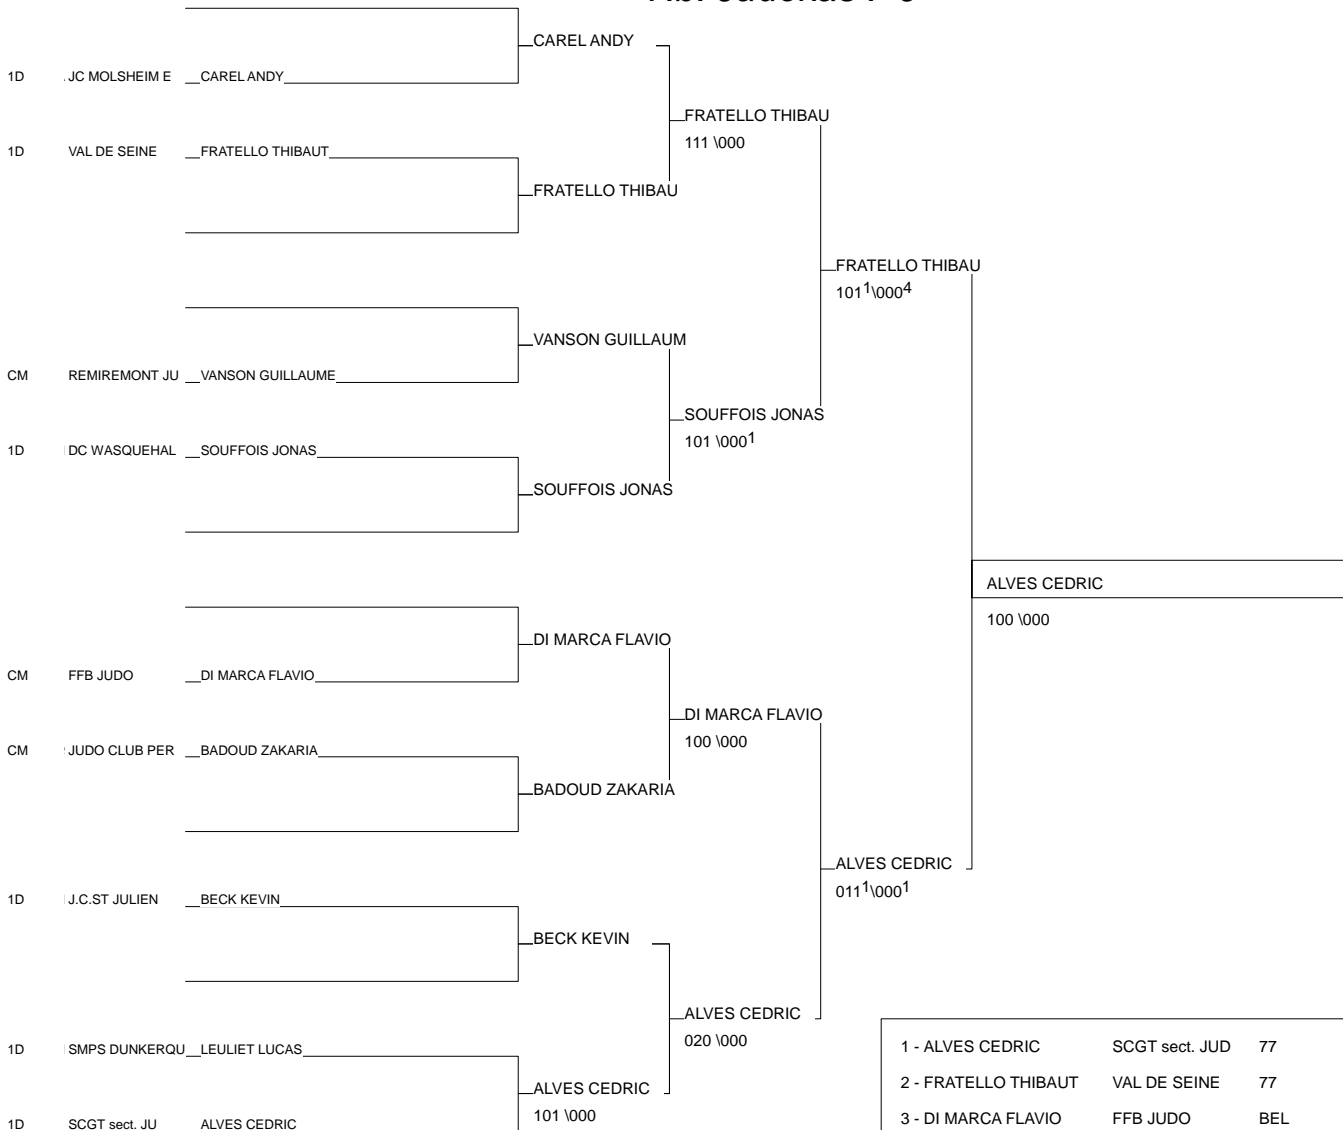 CAREL ANDY
1D JC MOLSHEIM E CAREL ANDY
FRATELLO THIBAU
111 \000
1D VAL DE SEINE FRATELLO THIBAUT
FRATELLO THIBAU
FRATELLO THIBAU
101¹\000⁴
VANSON GUILLAUM
CM REMIREMONT JU VANSON GUILLAUME
SOUFFOIS JONAS
101 \000¹
1D DC WASQUEHAL SOUFFOIS JONAS
SOUFFOIS JONAS
ALVES CEDRIC
100 \000
DI MARCA FLAVIO
CM FFB JUDO DI MARCA FLAVIO
DI MARCA FLAVIO
100 \000
CM JUDO CLUB PER BADOUD ZAKARIA
BADOUD ZAKARIA
ALVES CEDRIC
011¹\000¹
1D J.C.ST JULIEN BECK KEVIN
BECK KEVIN
ALVES CEDRIC
020 \000
1D SMPS DUNKERQU LEULIET LUCAS
ALVES CEDRIC
101 \000
1D SCGT sect. JU ALVES CEDRIC
1 - ALVES CEDRIC SCGT sect. JUD 77
2 - FRATELLO THIBAUT VAL DE SEINE 77
3 - DI MARCA FLAVIO FFB JUDO BEL